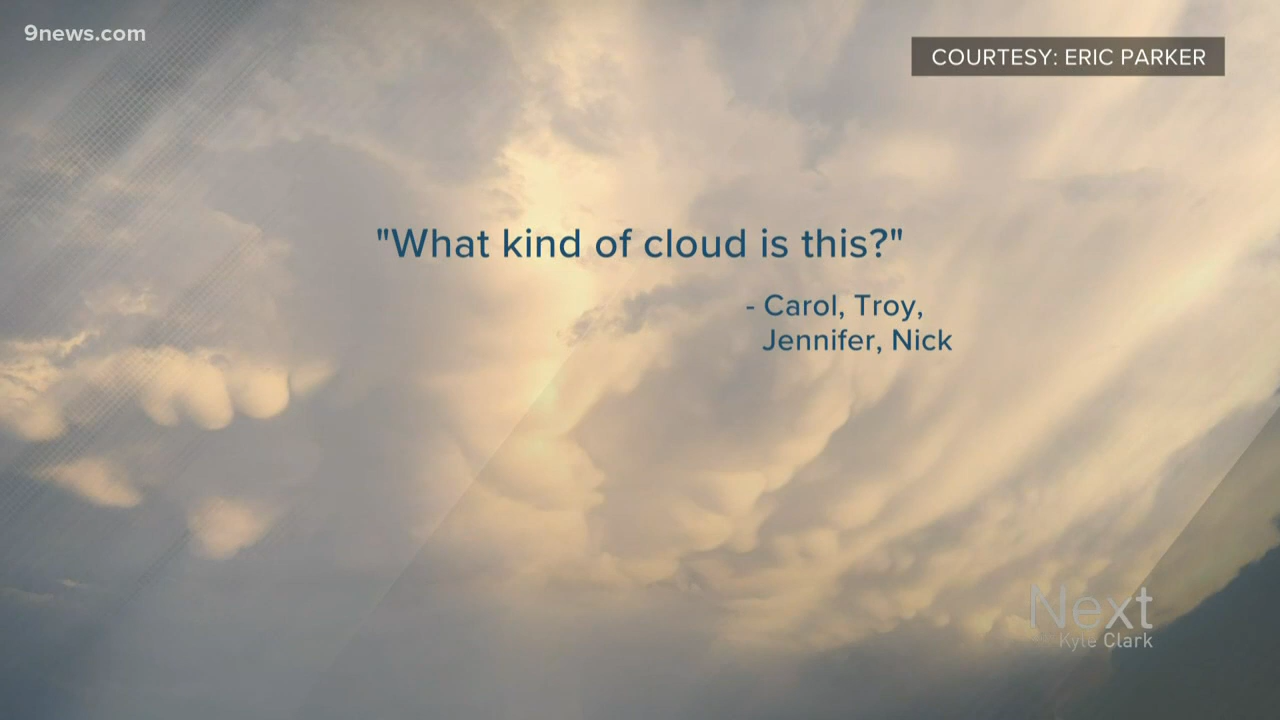 9news.com
COURTESY: ERIC PARKER
"What kind of cloud is this?"
- Carol, Troy,
Jennifer, Nick
Next
Kyle Clark